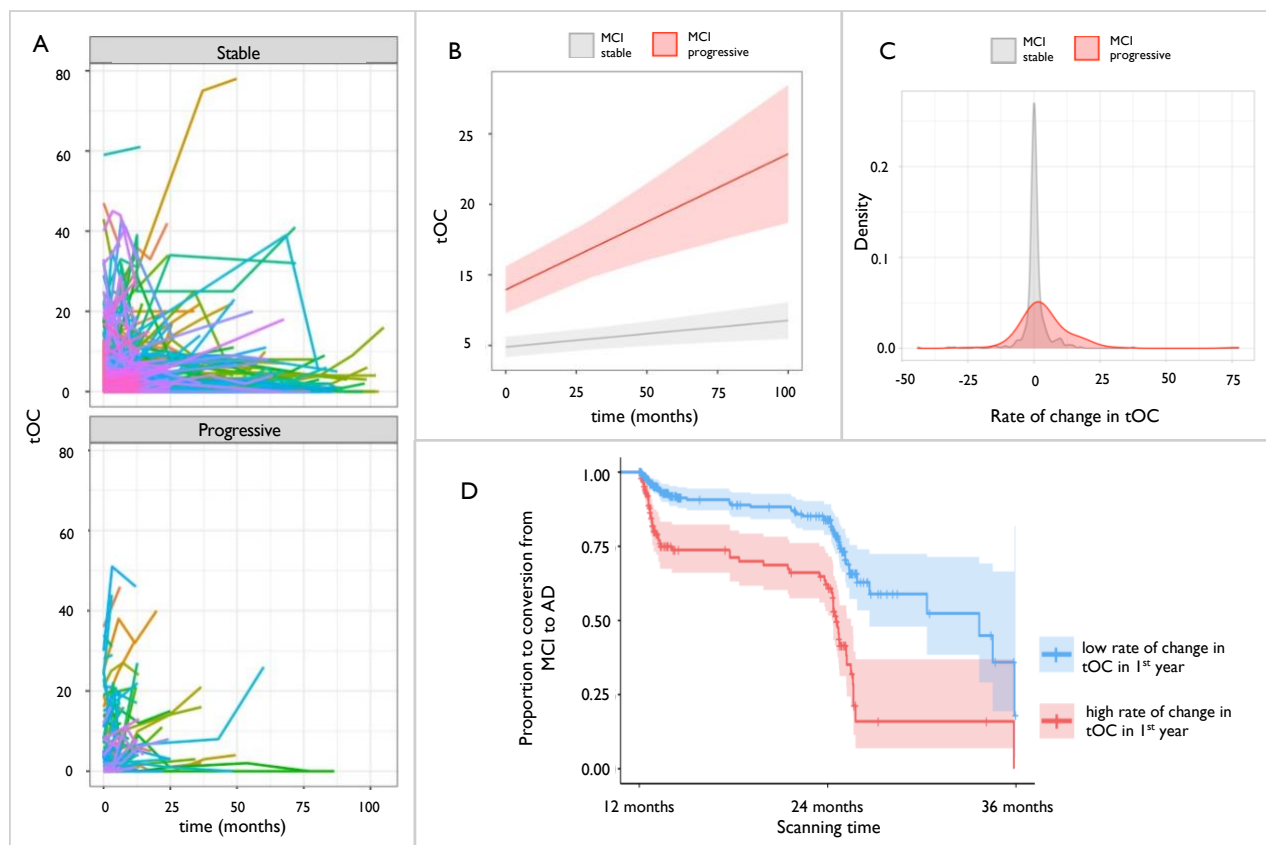 A
Stable
80
60
40
20
0
tOC
Progressive
80
60
40
20
0
0 25 50 75 100
time (months)
B
MCI stable
MCI progressive
25
20
15
5
tOC
0 25 50 75 100
time (months)
C
MCI stable
MCI progressive
0.2
0.1
0.0
Density
-50 -25 0 25 50 75
Rate of change in tOC
D
1.00
0.75
0.50
0.25
0.00
Proportion to conversion from
MCI to AD
12 months 24 months 36 months
Scanning time
low rate of change in
tOC in 1st year
high rate of change in
tOC in 1st year